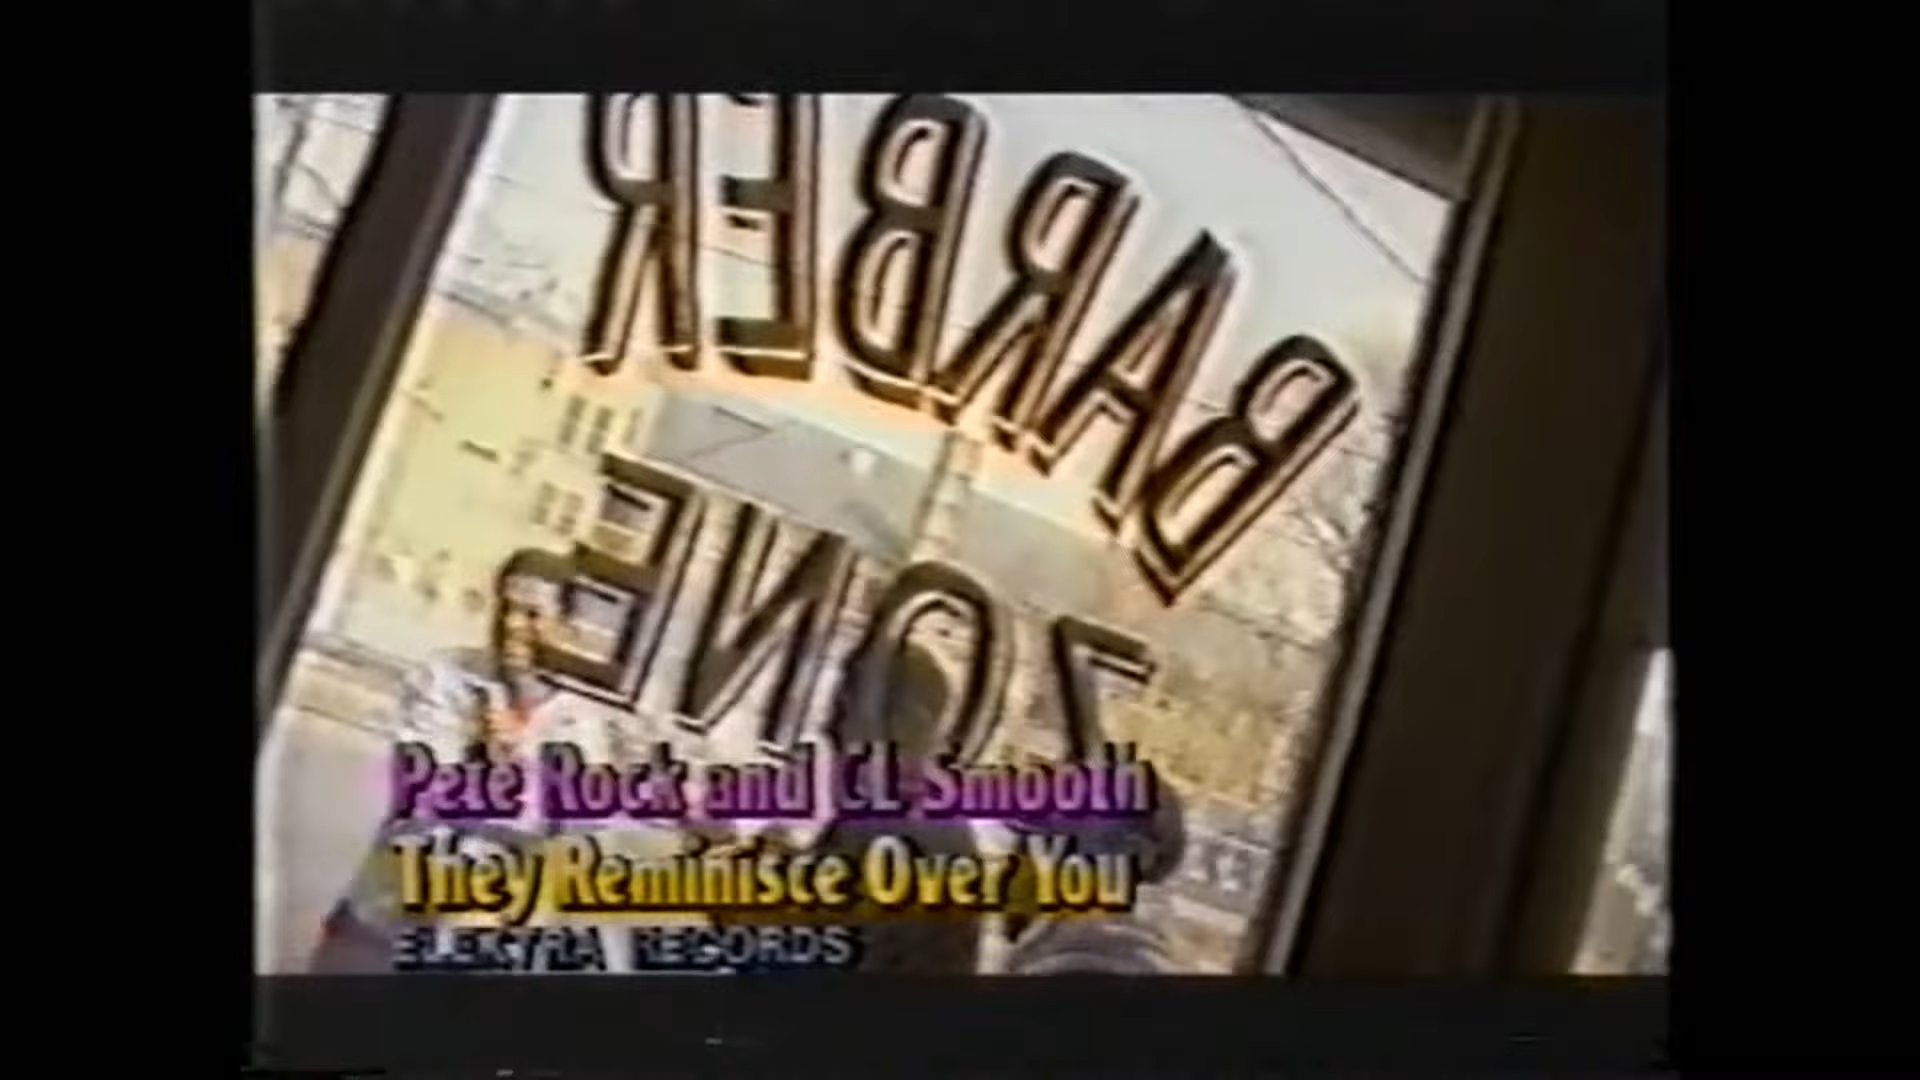 BARBER
ZONE
Pete Rock and CL Smooth
They Reminisce Over You
ELEKTRA RECORDS